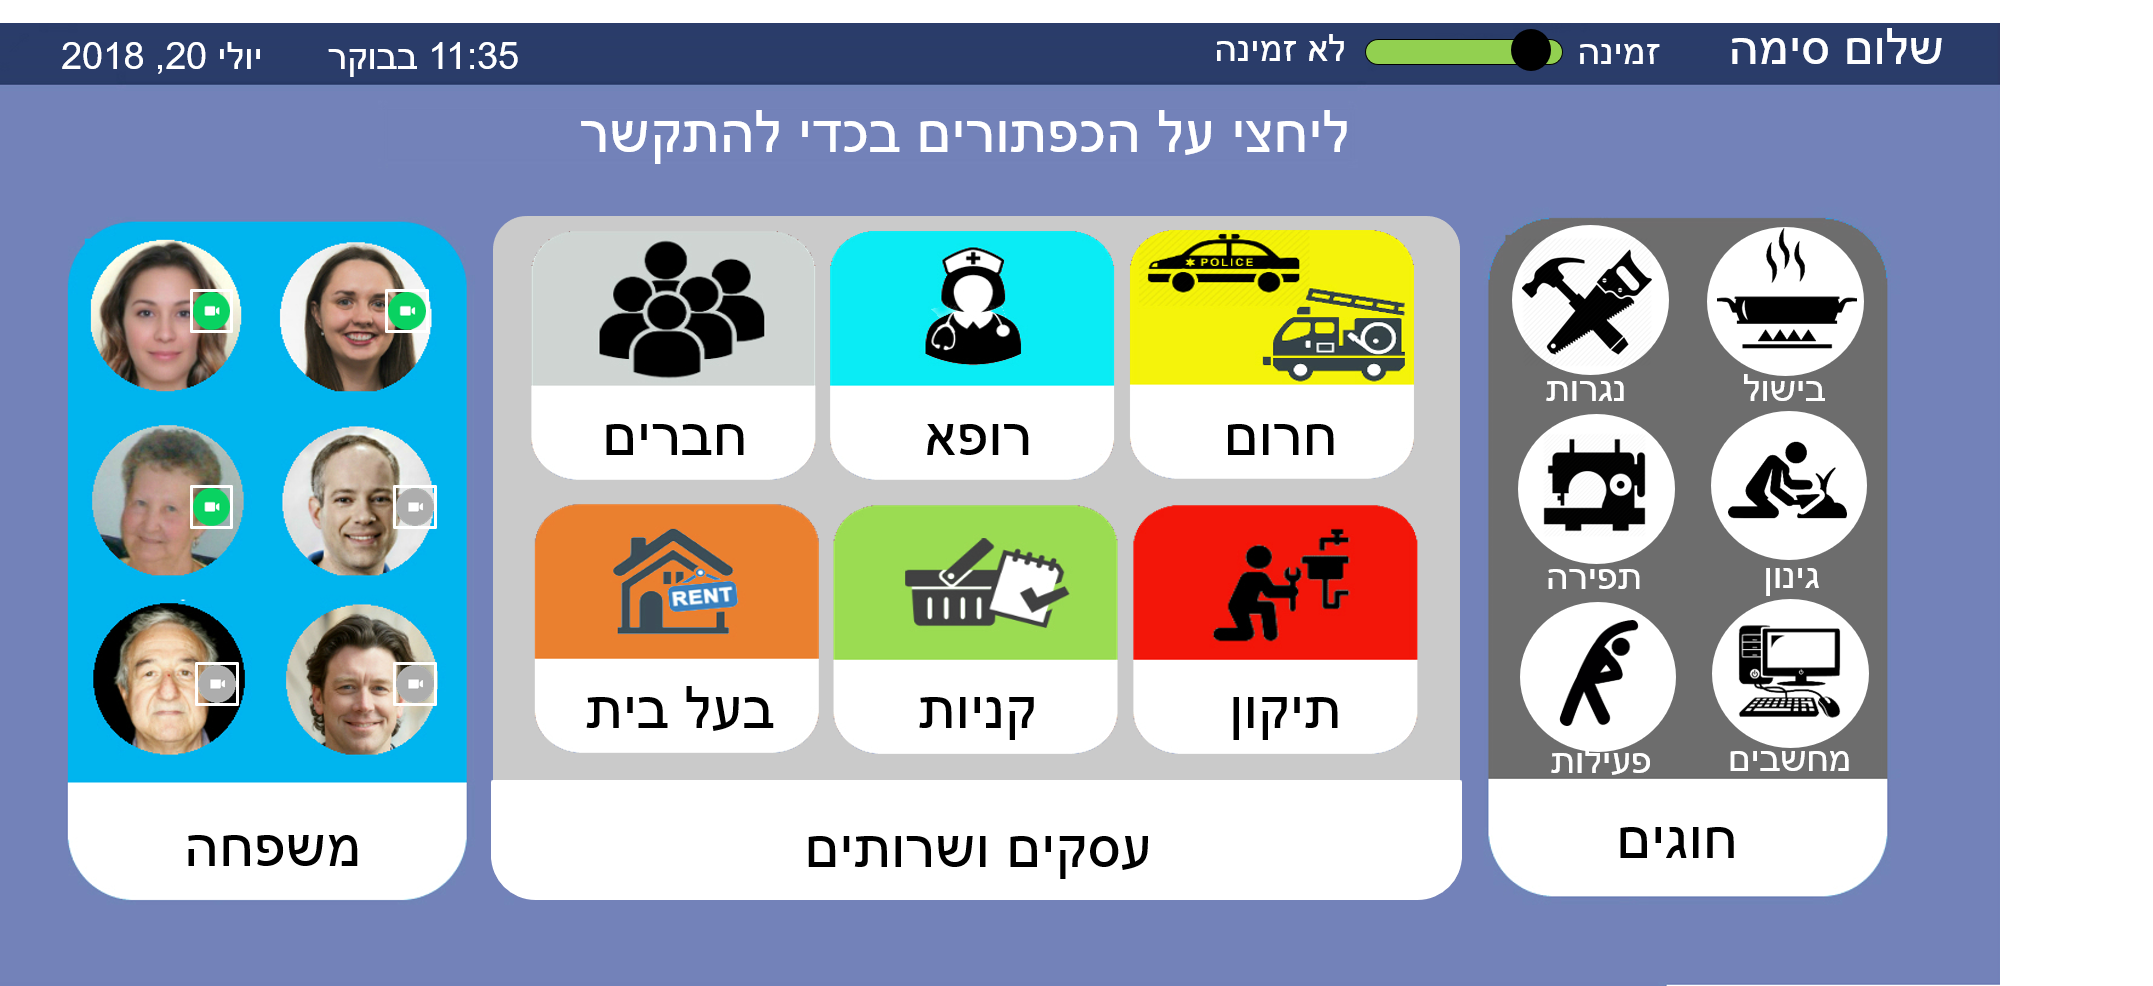 שלום סימה
זמינה
לא זמינה
11:35 בבוקר
יולי 20, 2018
ליחצי על הכפתורים בכדי להתקשר
בישול
נגרות
גינון
תפירה
מחשבים
פעילות
חוגים
POLICE
חרום
רופא
חברים
תיקון
קניות
RENT
בעל בית
עסקים ושרותים
משפחה